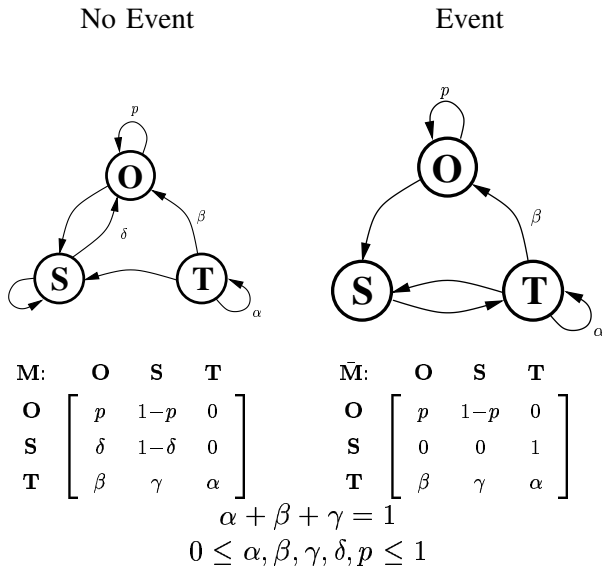 No Event
Event
p
O
β
δ
S
T
α
p
O
β
S
T
α
M: O S T
O p 1−p 0
S δ 1−δ 0
T β γ α
M̄: O S T
O p 1−p 0
S 0 0 1
T β γ α
α + β + γ = 1
0 ≤ α, β, γ, δ, p ≤ 1